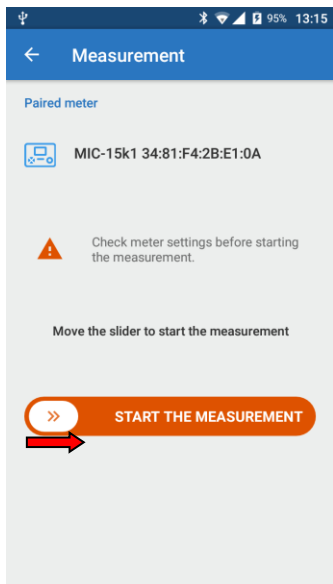 95% 13:15
Measurement
Paired meter
MIC-15k1 34:81:F4:2B:E1:0A
Check meter settings before starting
the measurement.
Move the slider to start the measurement
START THE MEASUREMENT